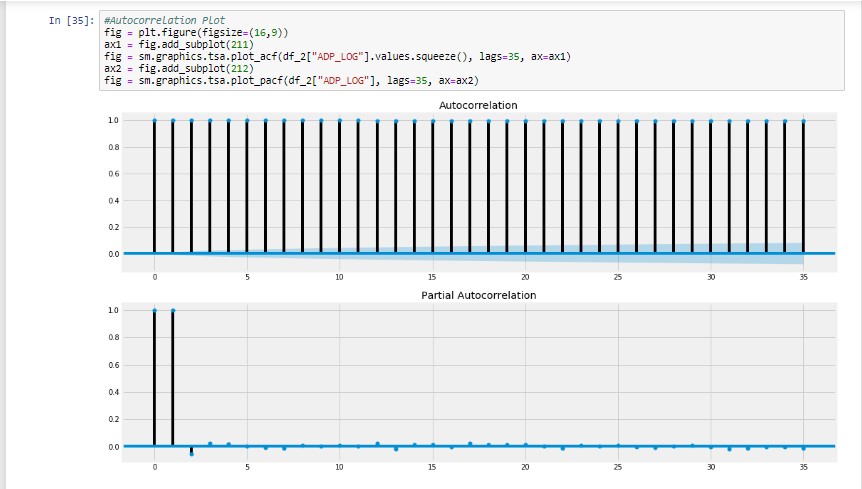 In [35]: #Autocorrelation Plot
fig = plt.figure(figsize=(16,9))
ax1 = fig.add_subplot(211)
fig = sm.graphics.tsa.plot_acf(df_2["ADP_LOG"].values.squeeze(), lags=35, ax=ax1)
ax2 = fig.add_subplot(212)
fig = sm.graphics.tsa.plot_pacf(df_2["ADP_LOG"], lags=35, ax=ax2)
Autocorrelation
1.0
0.8
0.6
0.4
0.2
0.0
0 5 10 15 20 25 30 35
Partial Autocorrelation
1.0
0.8
0.6
0.4
0.2
0.0
0 5 10 15 20 25 30 35